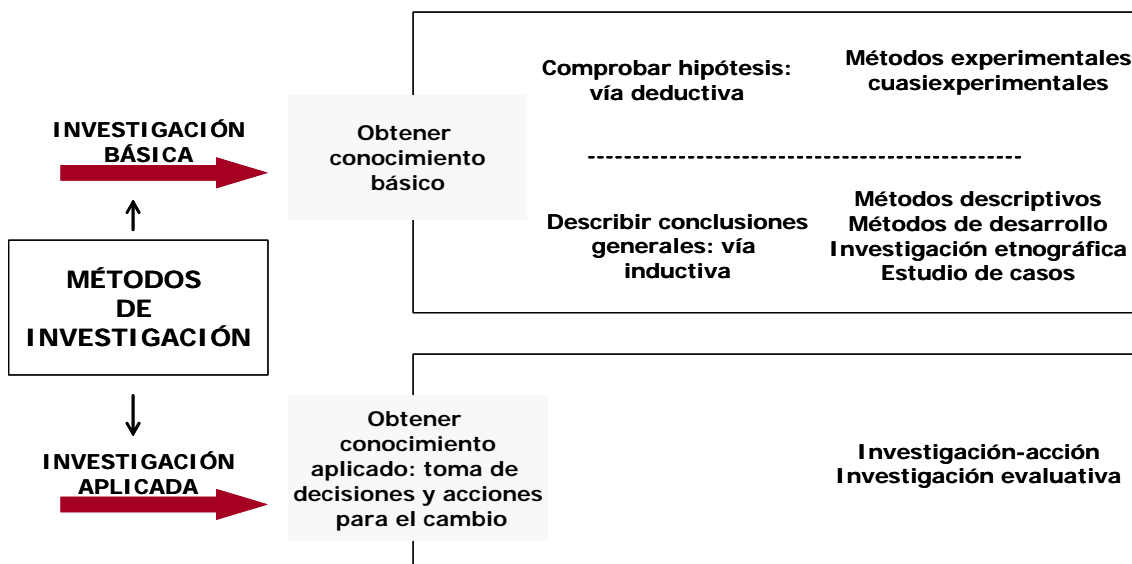 Comprobar hipótesis:
vía deductiva
Métodos experimentales
cuasiexperimentales
INVESTIGACIÓN
BÁSICA
Obtener
conocimiento
básico
Describir conclusiones
generales: vía
inductiva
Métodos descriptivos
Métodos de desarrollo
Investigación etnográfica
Estudio de casos
MÉTODOS
DE
INVESTIGACIÓN
INVESTIGACIÓN
APLICADA
Obtener
conocimiento
aplicado: toma de
decisiones y acciones
para el cambio
Investigación-acción
Investigación evaluativa